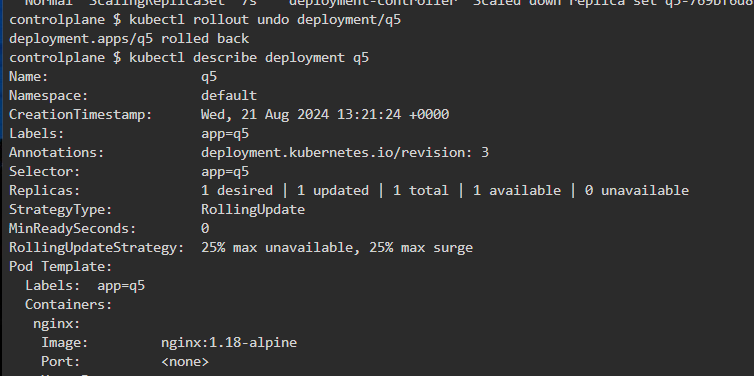 Normal ScalingReplicaSet 7s deployment-controller Scaled down replica set
controlplane $ kubectl rollout undo deployment/q5
deployment.apps/q5 rolled back
controlplane $ kubectl describe deployment q5
Name: q5
Namespace: default
CreationTimestamp: Wed, 21 Aug 2024 13:21:24 +0000
Labels: app=q5
Annotations: deployment.kubernetes.io/revision: 3
Selector: app=q5
Replicas: 1 desired | 1 updated | 1 total | 1 available | 0 unavailable
StrategyType: RollingUpdate
MinReadySeconds: 0
RollingUpdateStrategy: 25% max unavailable, 25% max surge
Pod Template:
Labels: app=q5
Containers:
nginx:
Image: nginx:1.18-alpine
Port: <none>